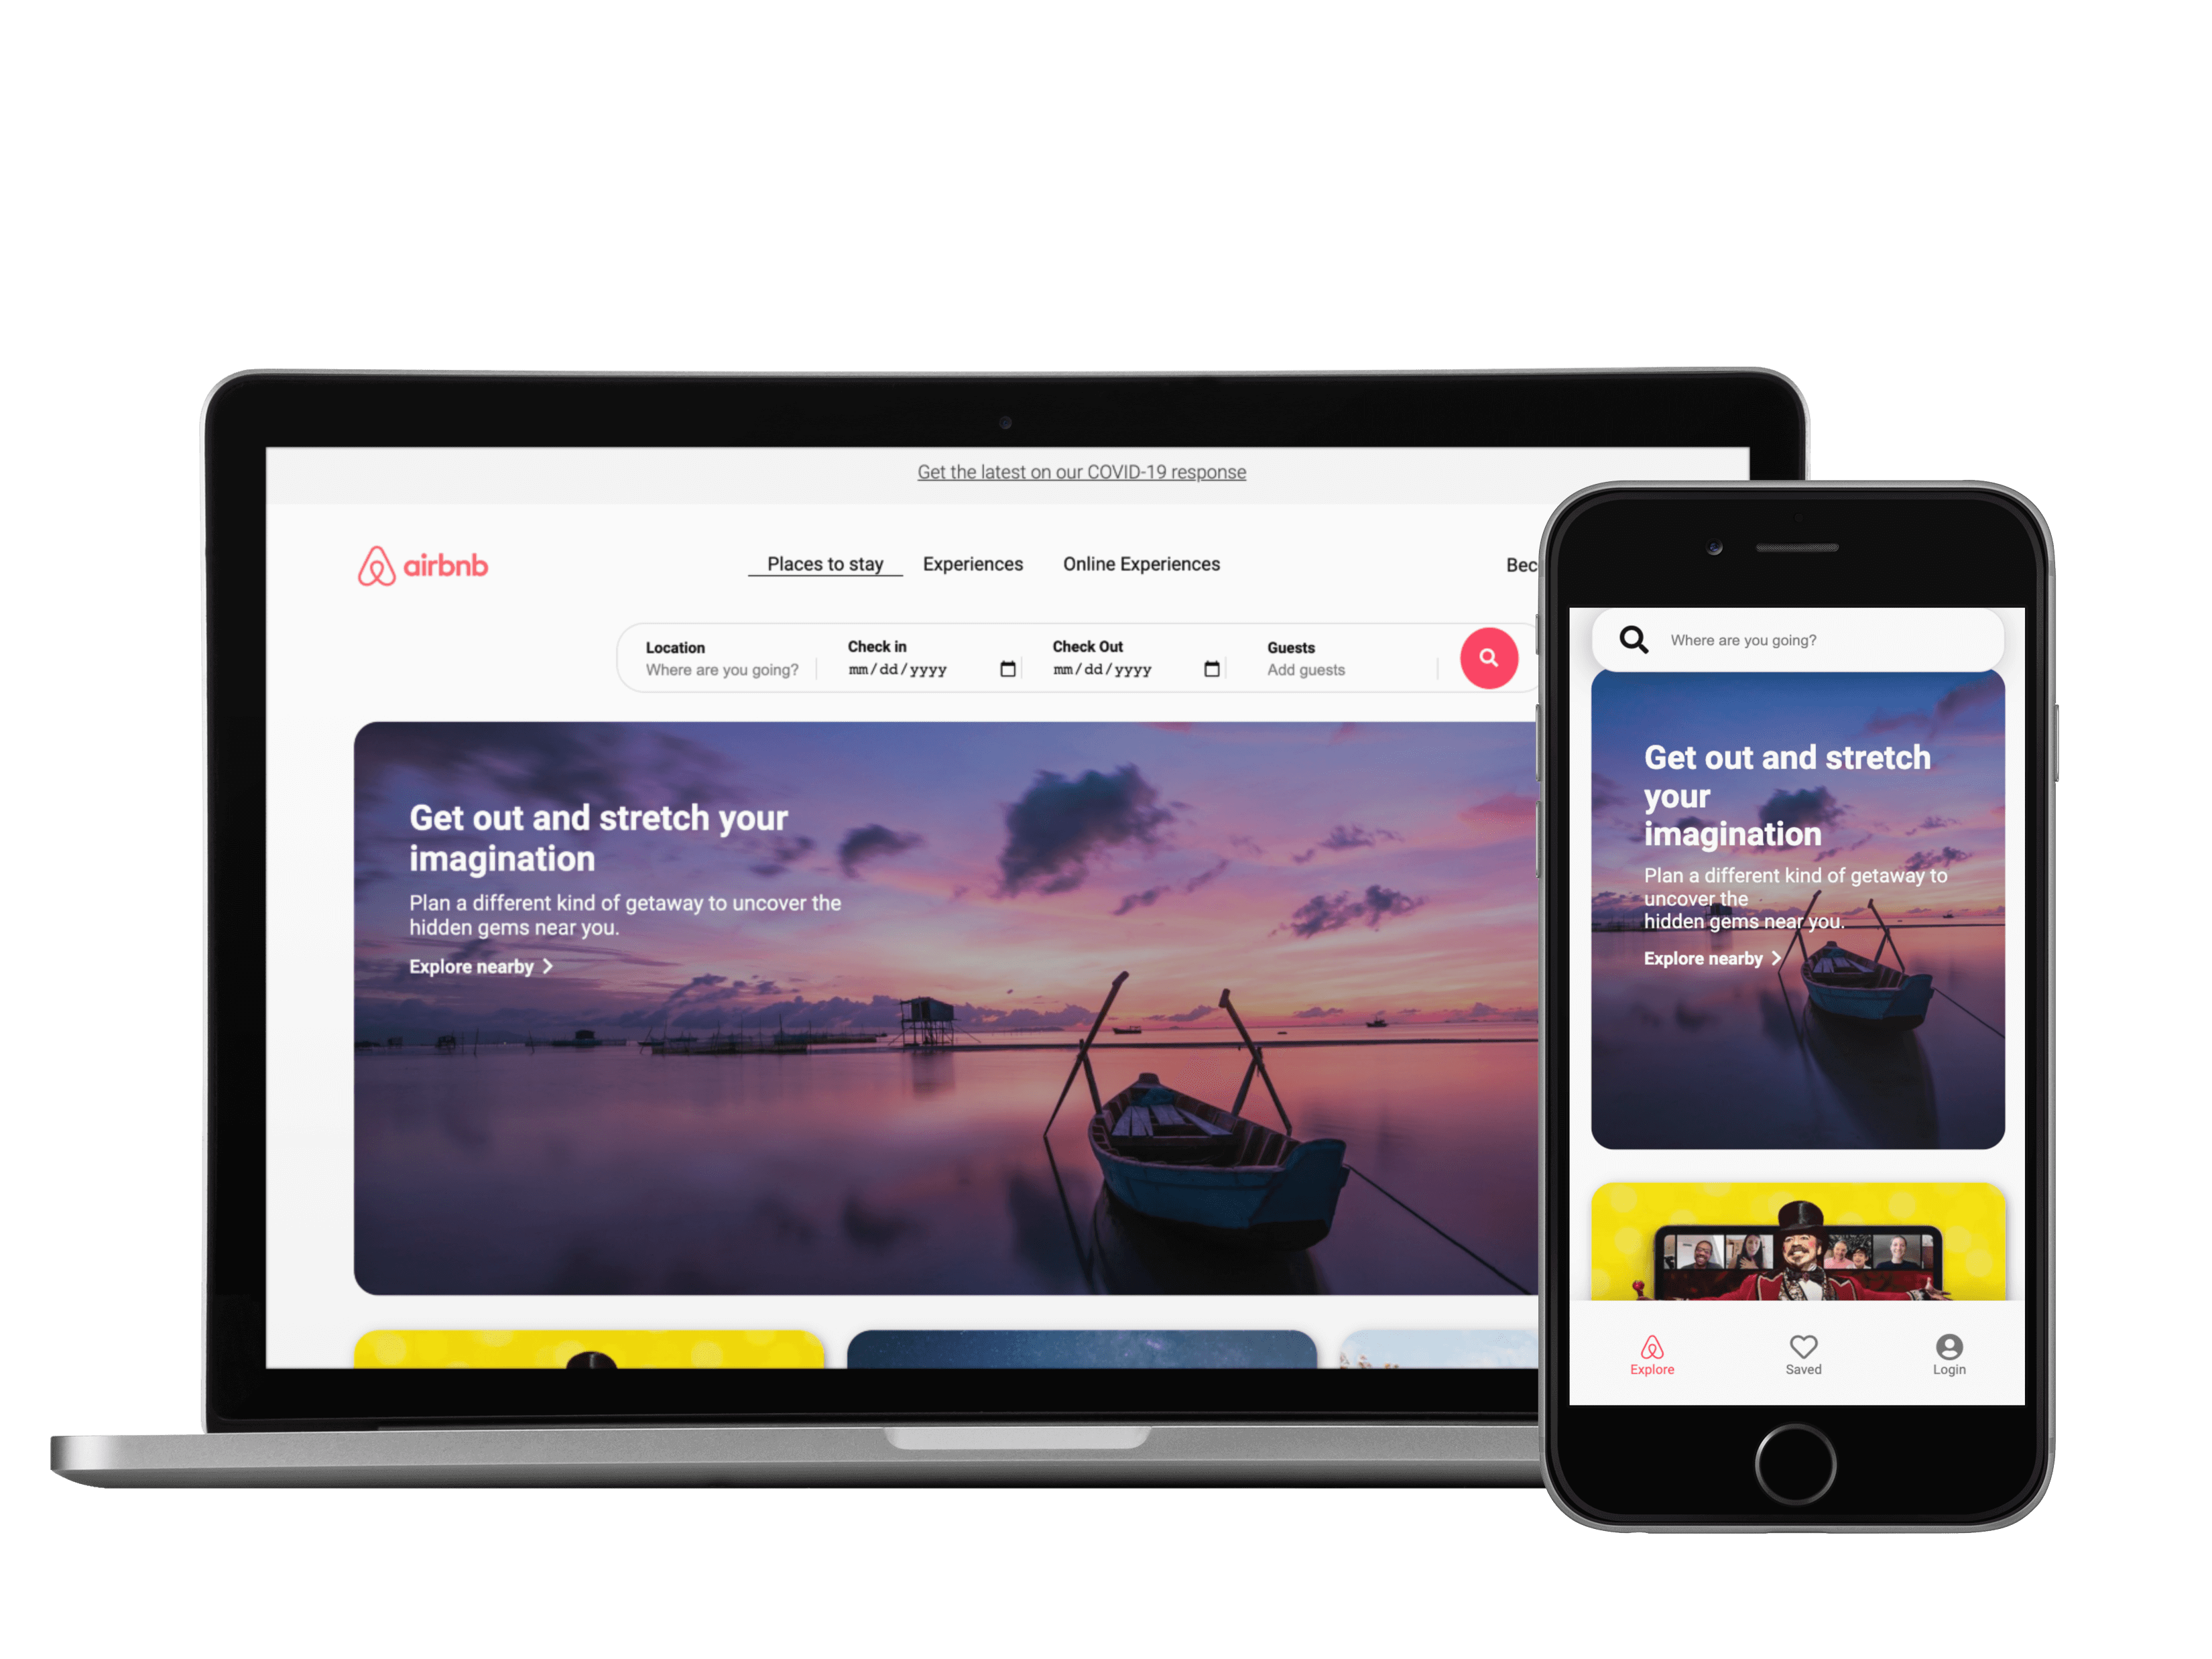 Get the latest on our COVID-19 response
airbnb
Places to stay Experiences Online Experiences
Location Check in Check Out Guests
Where are you going? mm/dd/yyyy mm/dd/yyyy Add guests
Get out and stretch your
imagination
Plan a different kind of getaway to uncover the
hidden gems near you.
Explore nearby
Where are you going?
Get out and stretch
your
imagination
Plan a different kind of getaway to
uncover the
hidden gems near you.
Explore nearby
Explore Saved Login